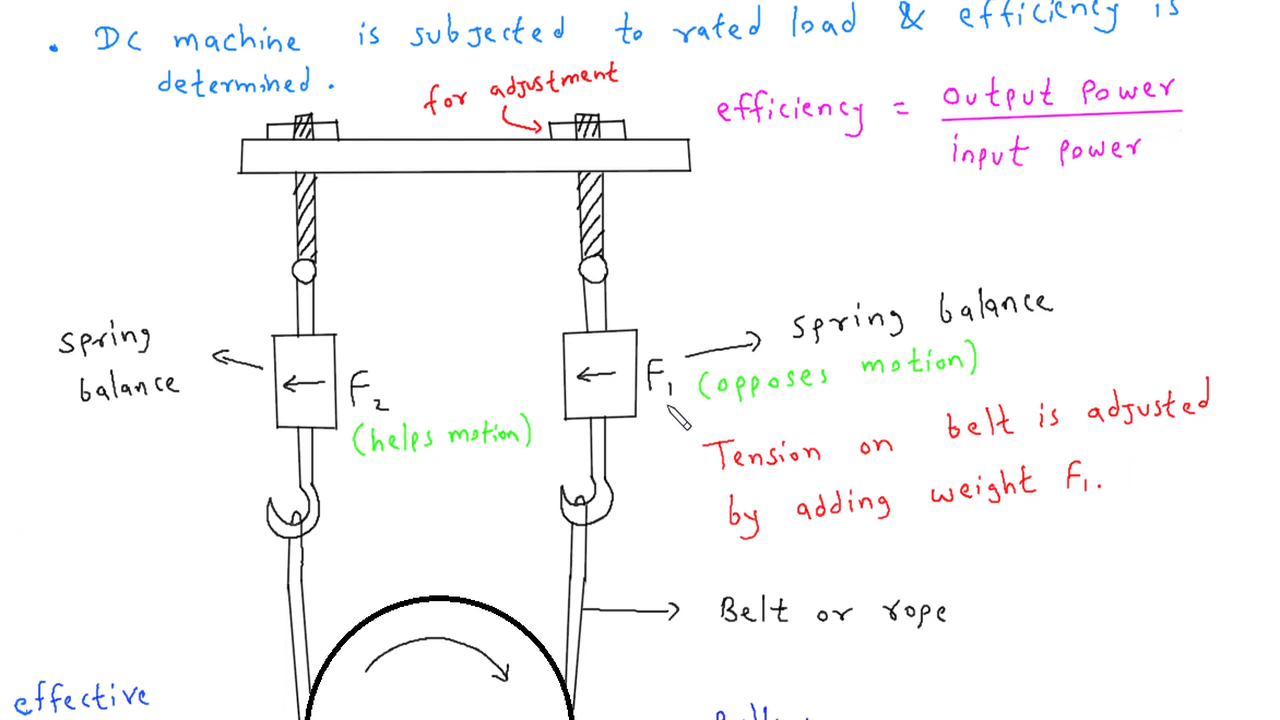 • DC machine is subjected to rated load & efficiency is
determined.
for adjustment
efficiency = output power
input power
spring
balance
F₂
(helps motion)
F₁
spring balance
(opposes motion)
Tension on belt is adjusted
by adding weight F₁.
Belt or rope
effective